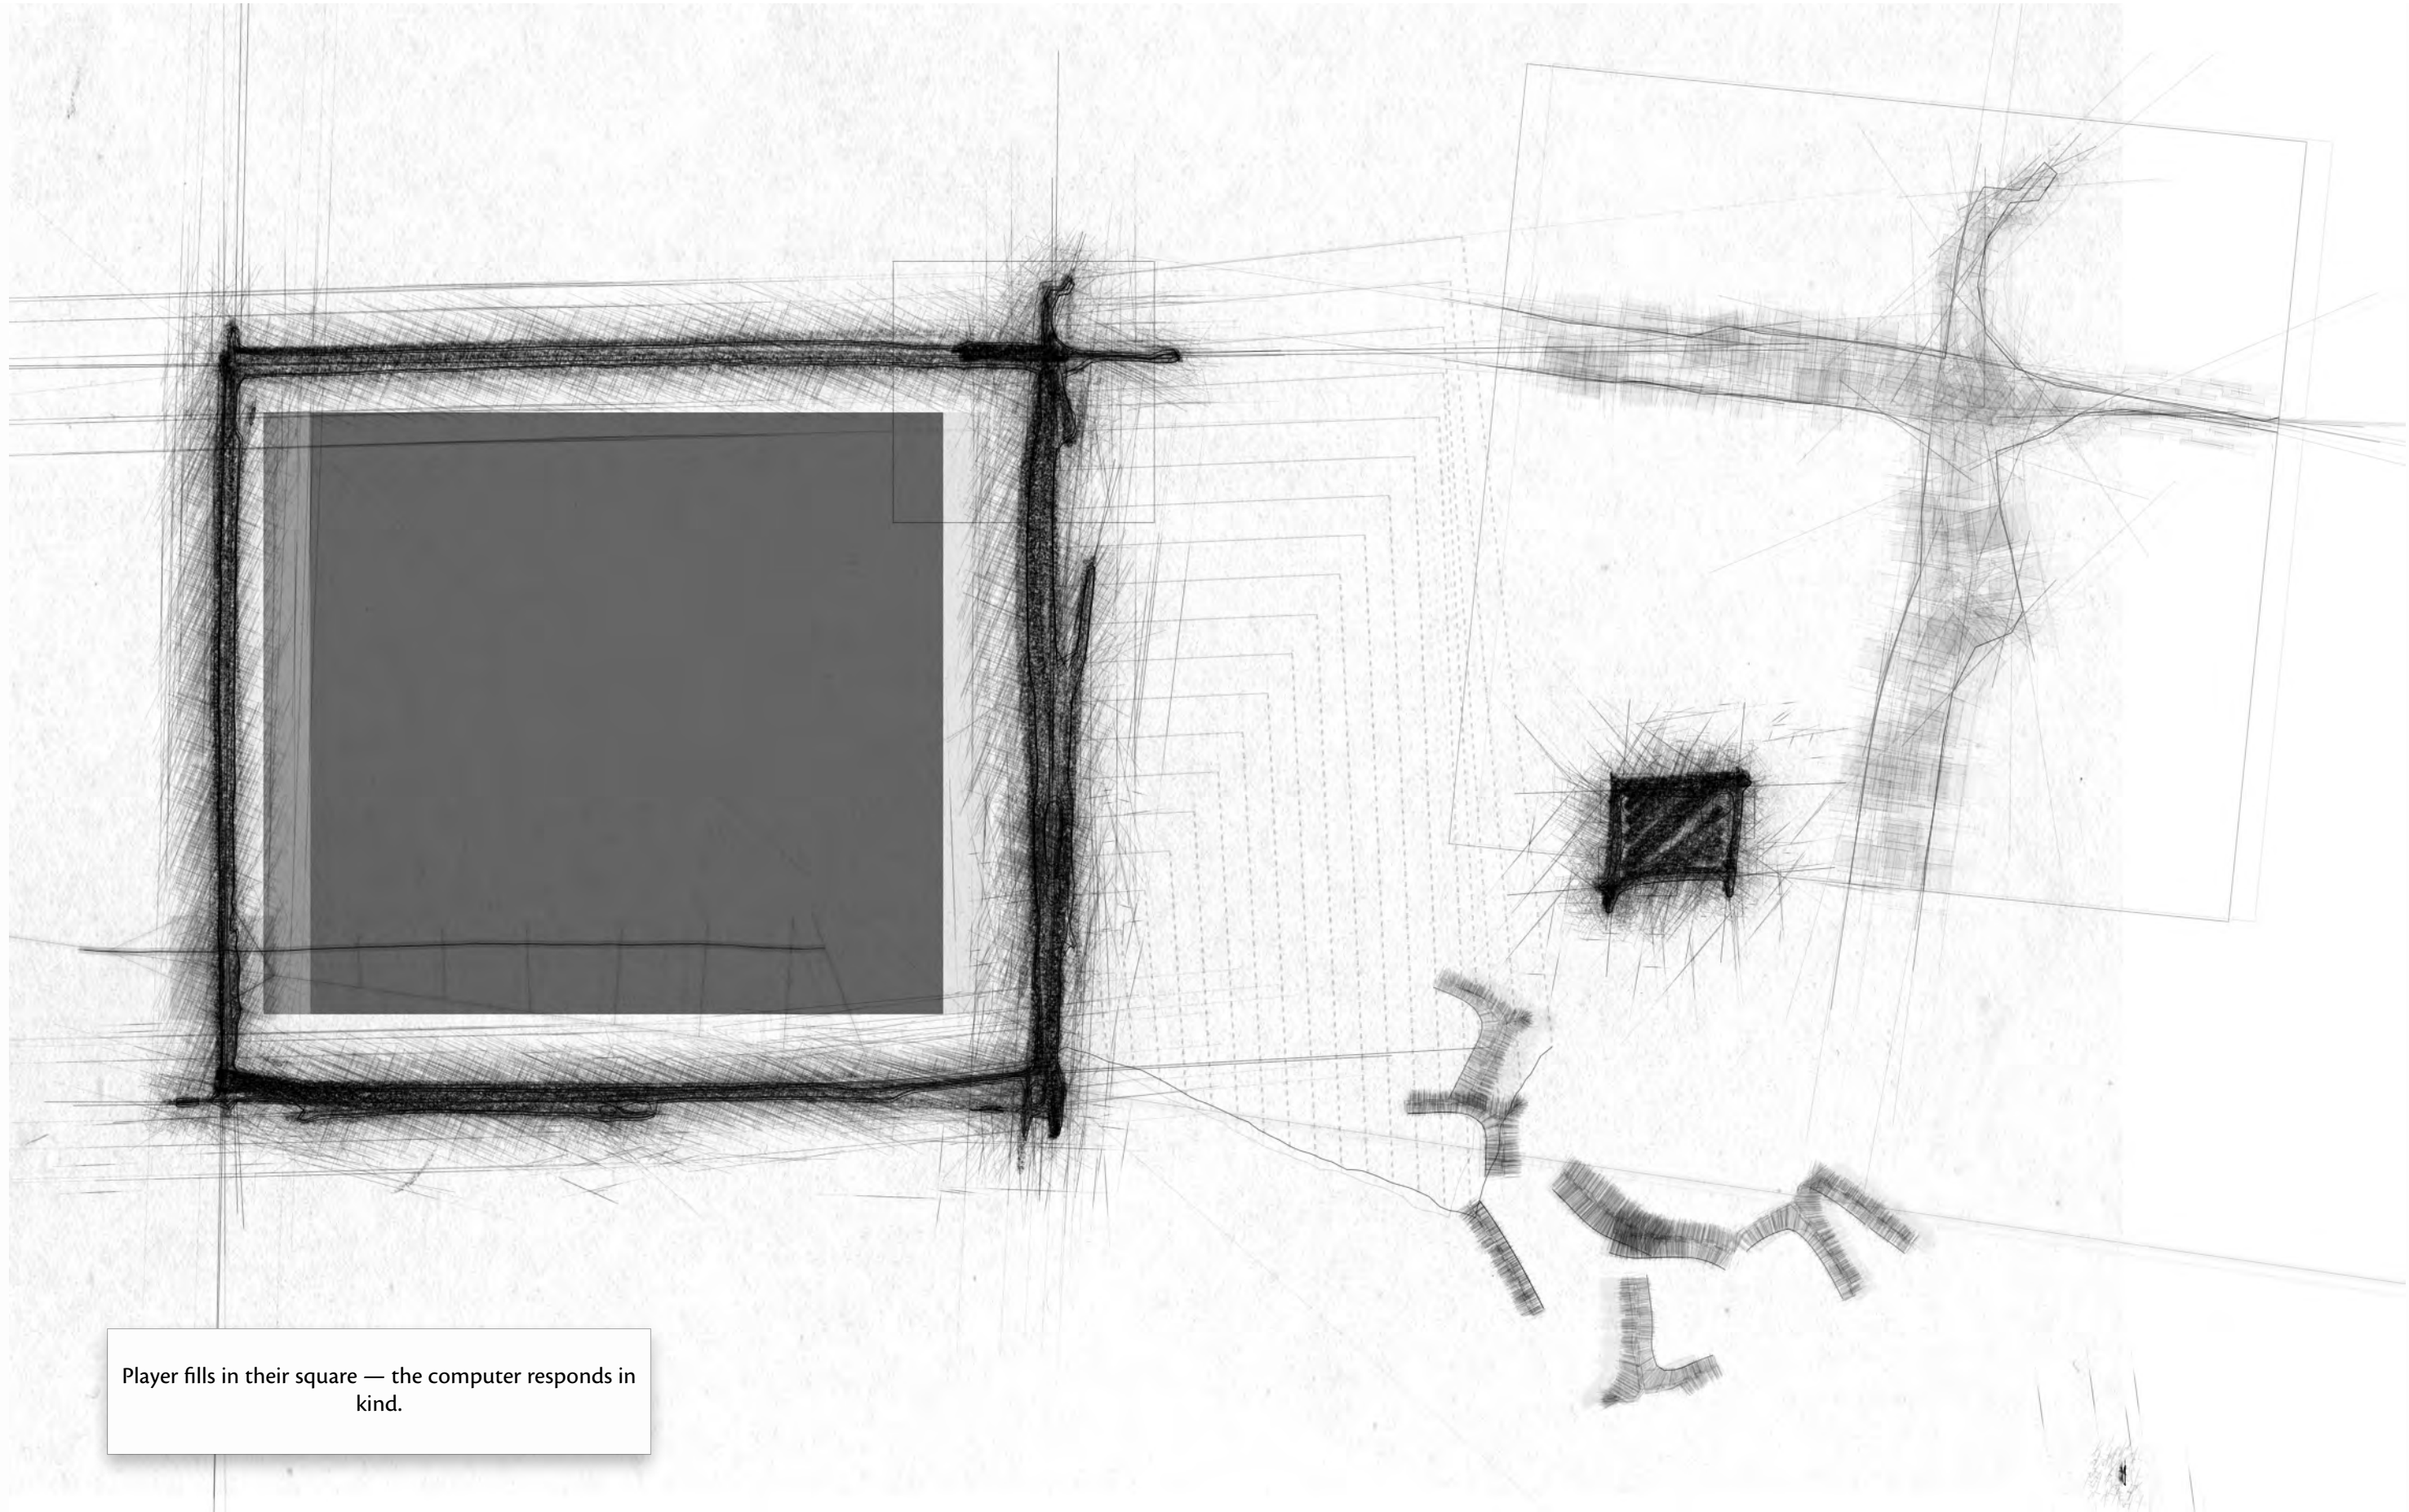 Player fills in their square — the computer responds in
kind.